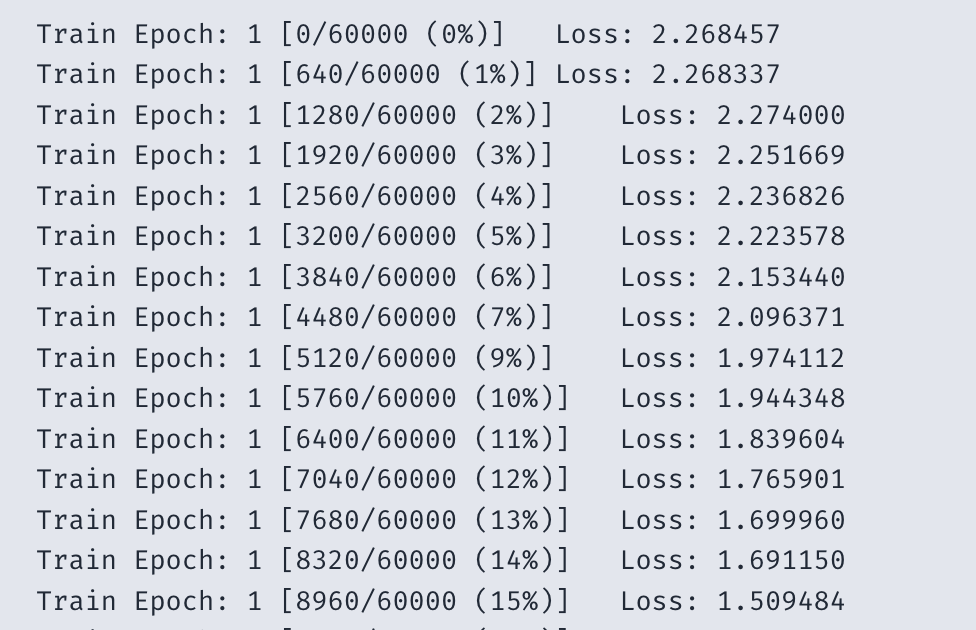 Train Epoch: 1 [0/60000 (0%)]	Loss: 2.268457
Train Epoch: 1 [640/60000 (1%)]	Loss: 2.268337
Train Epoch: 1 [1280/60000 (2%)]	Loss: 2.274000
Train Epoch: 1 [1920/60000 (3%)]	Loss: 2.251669
Train Epoch: 1 [2560/60000 (4%)]	Loss: 2.236826
Train Epoch: 1 [3200/60000 (5%)]	Loss: 2.223578
Train Epoch: 1 [3840/60000 (6%)]	Loss: 2.153440
Train Epoch: 1 [4480/60000 (7%)]	Loss: 2.096371
Train Epoch: 1 [5120/60000 (9%)]	Loss: 1.974112
Train Epoch: 1 [5760/60000 (10%)]	Loss: 1.944348
Train Epoch: 1 [6400/60000 (11%)]	Loss: 1.839604
Train Epoch: 1 [7040/60000 (12%)]	Loss: 1.765901
Train Epoch: 1 [7680/60000 (13%)]	Loss: 1.699960
Train Epoch: 1 [8320/60000 (14%)]	Loss: 1.691150
Train Epoch: 1 [8960/60000 (15%)]	Loss: 1.509484